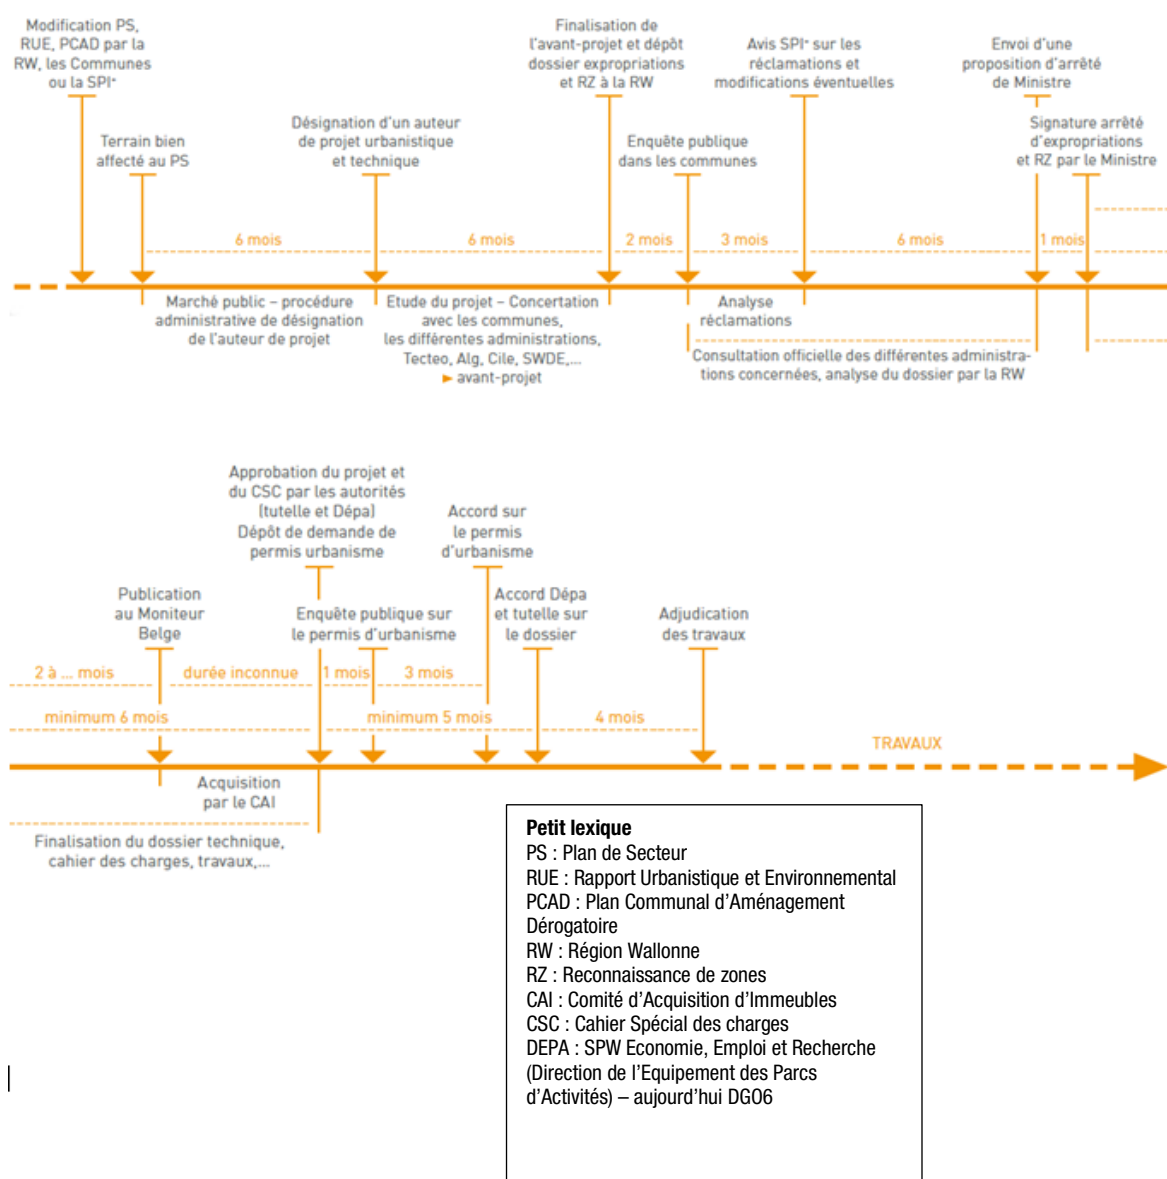 Modification PS,
RUE, PCAD par la
RW, les Communes
ou la SPI+
Terrain bien
affecté au PS
Désignation d'un auteur
de projet urbanistique
et technique
Finalisation de
l'avant-projet et dépôt
dossier expropriations
et RZ à la RW
Enquête publique
dans les communes
Avis SPI+ sur les
réclamations et
modifications éventuelles
Envoi d'une
proposition d'arrêté
de Ministre
Signature arrêté
d'expropriations
et RZ par le Ministre
6 mois
6 mois
2 mois
3 mois
6 mois
1 mois
Marché public – procédure
administrative de désignation
de l'auteur de projet
Etude du projet – Concertation
avec les communes,
les différentes administrations,
Tecteo, Alg, Cile, SWDE,...
► avant-projet
Analyse
réclamations
Consultation officielle des différentes administra-
tions concernées, analyse du dossier par la RW
Approbation du projet et
du CSC par les autorités
(tutelle et Dépa)
Dépôt de demande de
permis urbanisme
Accord sur
le permis
d'urbanisme
Publication
au Moniteur
Belge
Enquête publique sur
le permis d'urbanisme
Accord Dépa
et tutelle sur
le dossier
Adjudication
des travaux
2 à ... mois
durée inconnue
1 mois
3 mois
minimum 6 mois
minimum 5 mois
4 mois
TRAVAUX
Acquisition
par le CAI
Finalisation du dossier technique,
cahier des charges, travaux,...
Petit lexique
PS : Plan de Secteur
RUE : Rapport Urbanistique et Environnemental
PCAD : Plan Communal d'Aménagement
Dérogatoire
RW : Région Wallonne
RZ : Reconnaissance de zones
CAI : Comité d'Acquisition d'Immeubles
CSC : Cahier Spécial des charges
DEPA : SPW Economie, Emploi et Recherche
(Direction de l'Equipement des Parcs
d'Activités) – aujourd'hui DGO6